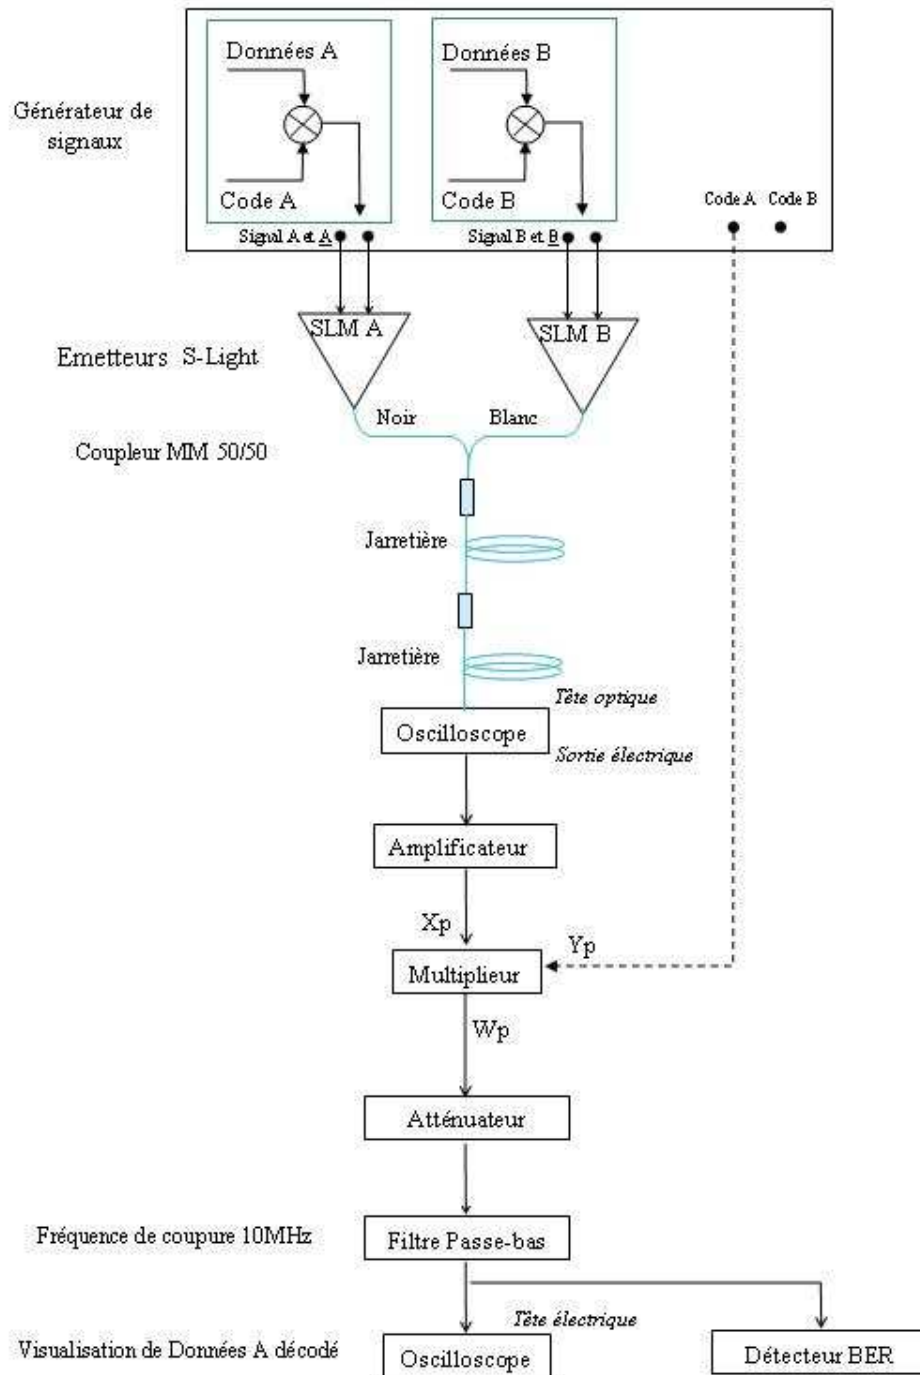 Données A
Données B
Générateur de
signaux
Code A
Code B
Code A
Code B
Signal A et A
Signal B et B
SLM A
SLM B
Emetteurs S-Light
Noir
Blanc
Coupleur MM 50/50
Jarretière
Jarretière
Tête optique
Oscilloscope
Sortie électrique
Amplificateur
Xp
Yp
Multiplieur
Wp
Atténuateur
Fréquence de coupure 10MHz
Filtre Passe-bas
Tête électrique
Visualisation de Données A décodé
Oscilloscope
Détecteur BER